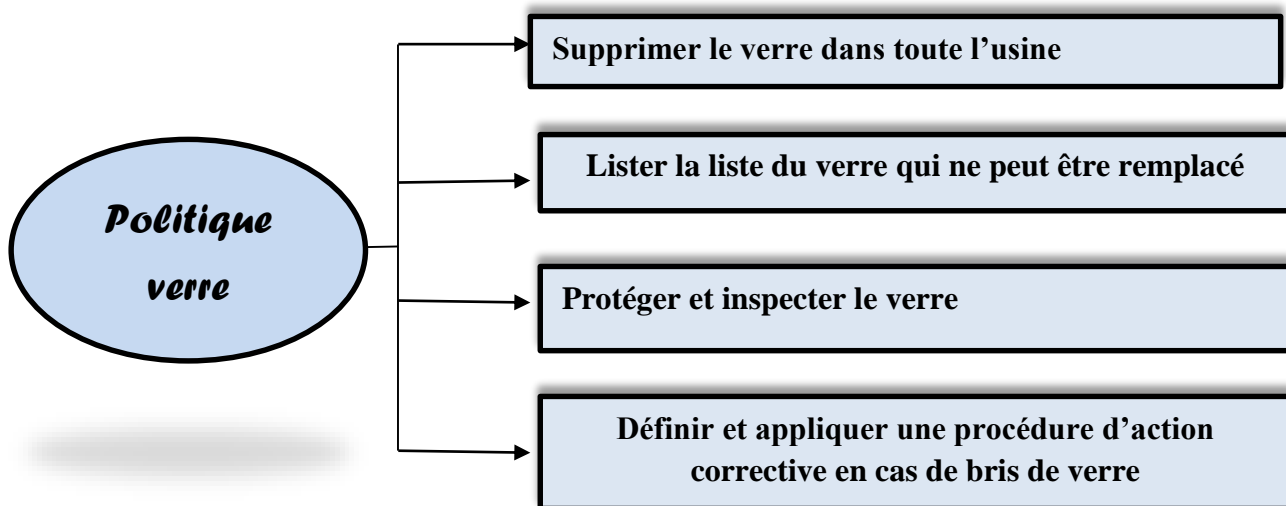 Supprimer le verre dans toute l’usine
Lister la liste du verre qui ne peut être remplacé
Politique
verre
Protéger et inspecter le verre
Définir et appliquer une procédure d’action
corrective en cas de bris de verre